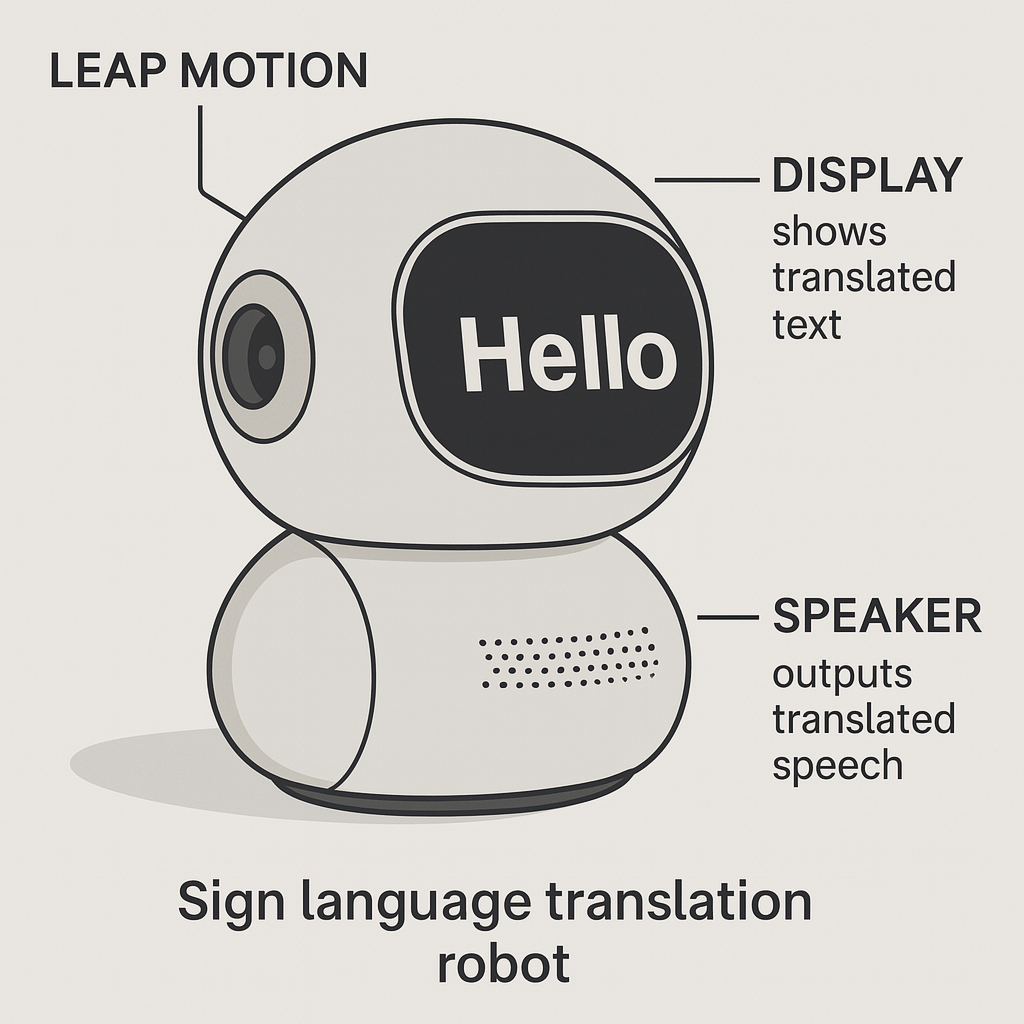 LEAP MOTION
DISPLAY
shows
translated
text
Hello
SPEAKER
outputs
translated
speech
Sign language translation
robot